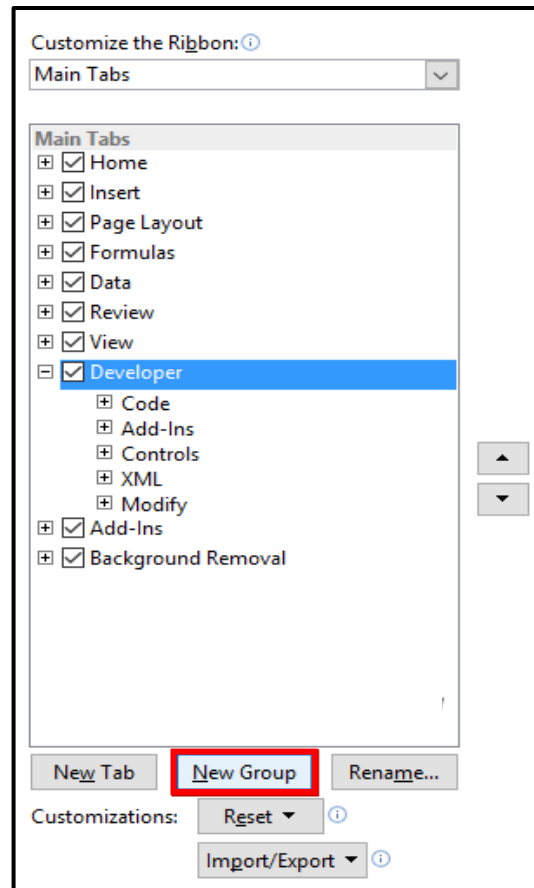 Customize the Ribbon:
Main Tabs
Main Tabs
Home
Insert
Page Layout
Formulas
Data
Review
View
Developer
Code
Add-Ins
Controls
XML
Modify
Add-Ins
Background Removal
New Tab New Group Rename...
Customizations: Reset
Import/Export